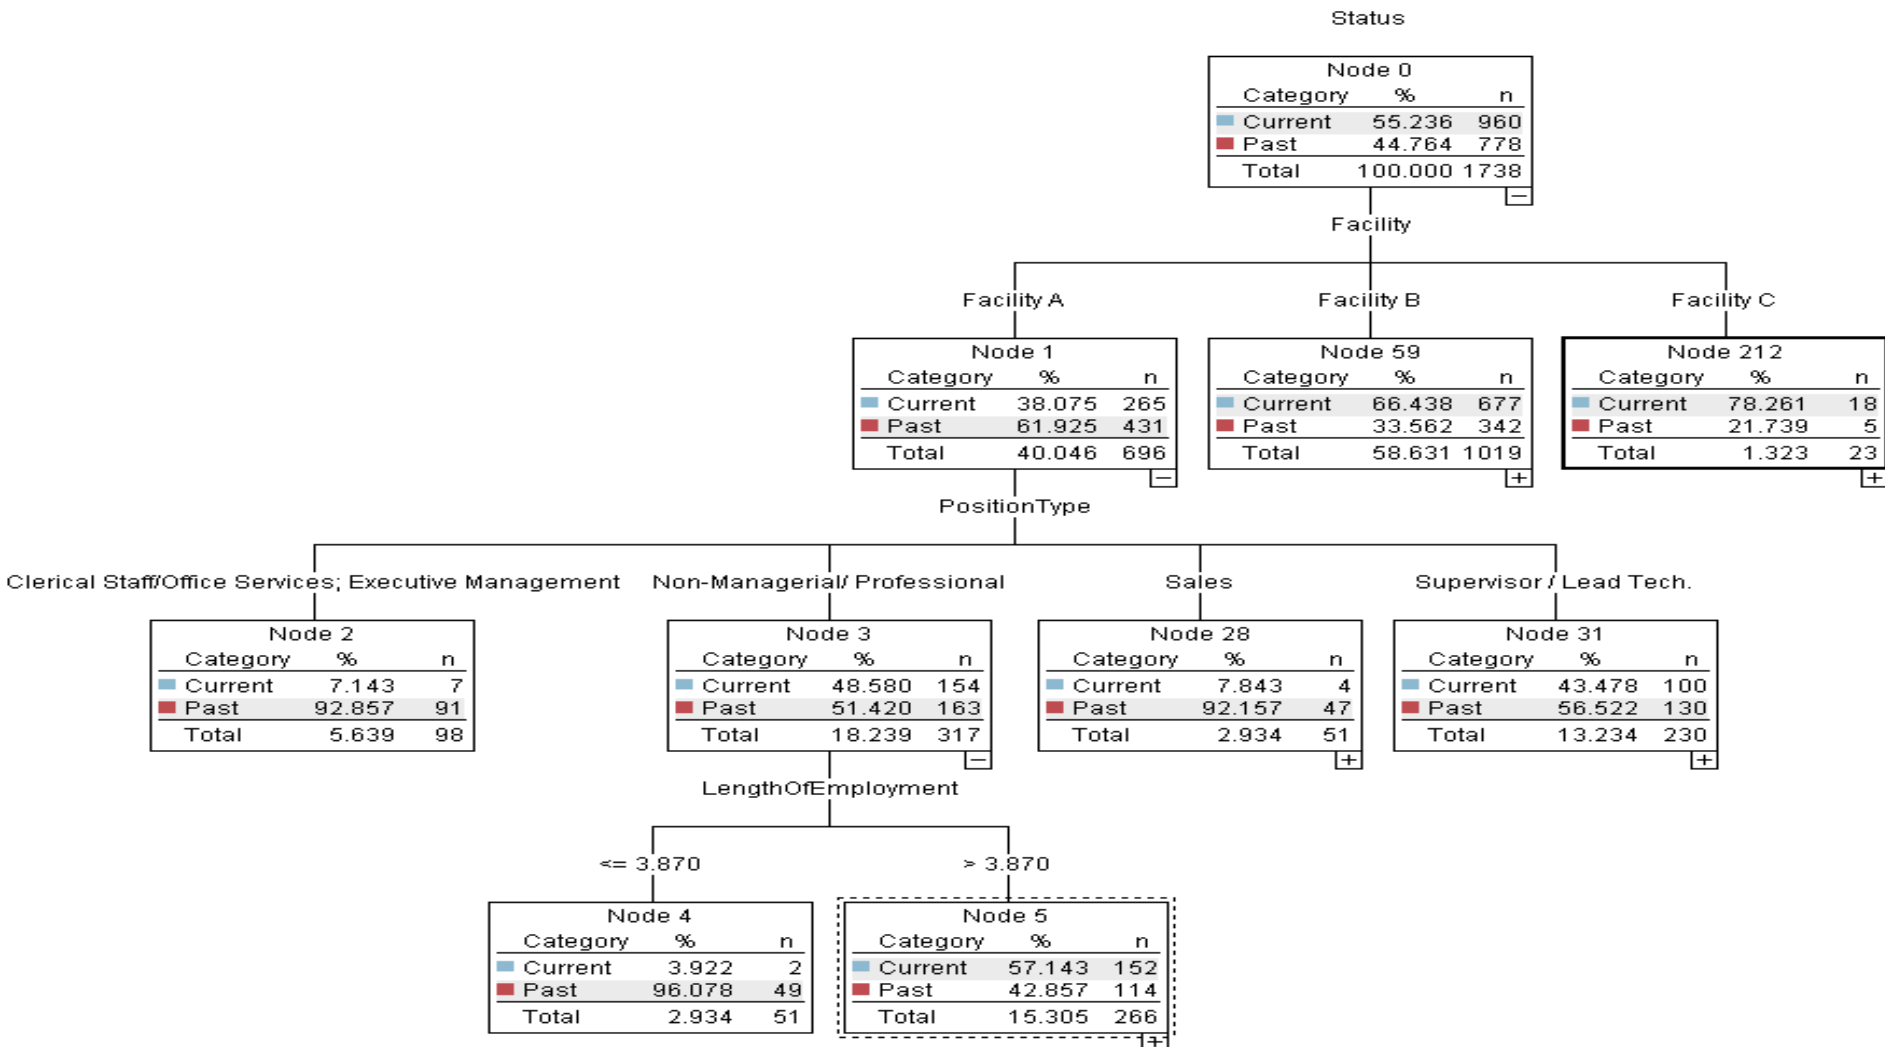 Status
Node 0
Category % n
Current 55.236 960
Past 44.764 778
Total 100.000 1738
Facility
Facility A
Facility B
Facility C
Node 1
Category % n
Current 38.075 265
Past 61.925 431
Total 40.046 696
Node 59
Category % n
Current 66.438 677
Past 33.562 342
Total 58.631 1019
Node 212
Category % n
Current 78.261 18
Past 21.739 5
Total 1.323 23
PositionType
Clerical Staff/Office Services; Executive Management
Non-Managerial/ Professional
Sales
Supervisor / Lead Tech.
Node 2
Category % n
Current 7.143 7
Past 92.857 91
Total 5.639 98
Node 3
Category % n
Current 48.580 154
Past 51.420 163
Total 18.239 317
Node 28
Category % n
Current 7.843 4
Past 92.157 47
Total 2.934 51
Node 31
Category % n
Current 43.478 100
Past 56.522 130
Total 13.234 230
LengthOfEmployment
<= 3.870
> 3.870
Node 4
Category % n
Current 3.922 2
Past 96.078 49
Total 2.934 51
Node 5
Category % n
Current 57.143 152
Past 42.857 114
Total 15.305 266